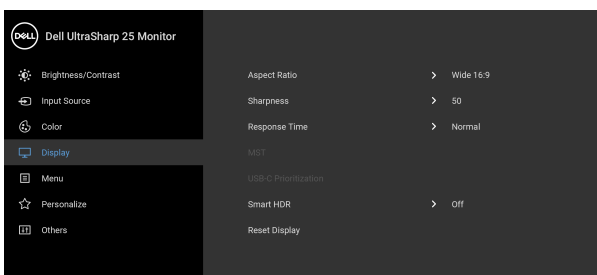 DELL Dell UltraSharp 25 Monitor
Brightness/Contrast
Input Source
Color
Display
Menu
Personalize
Others
Aspect Ratio > Wide 16:9
Sharpness > 50
Response Time > Normal
MST
USB-C Prioritization
Smart HDR > Off
Reset Display